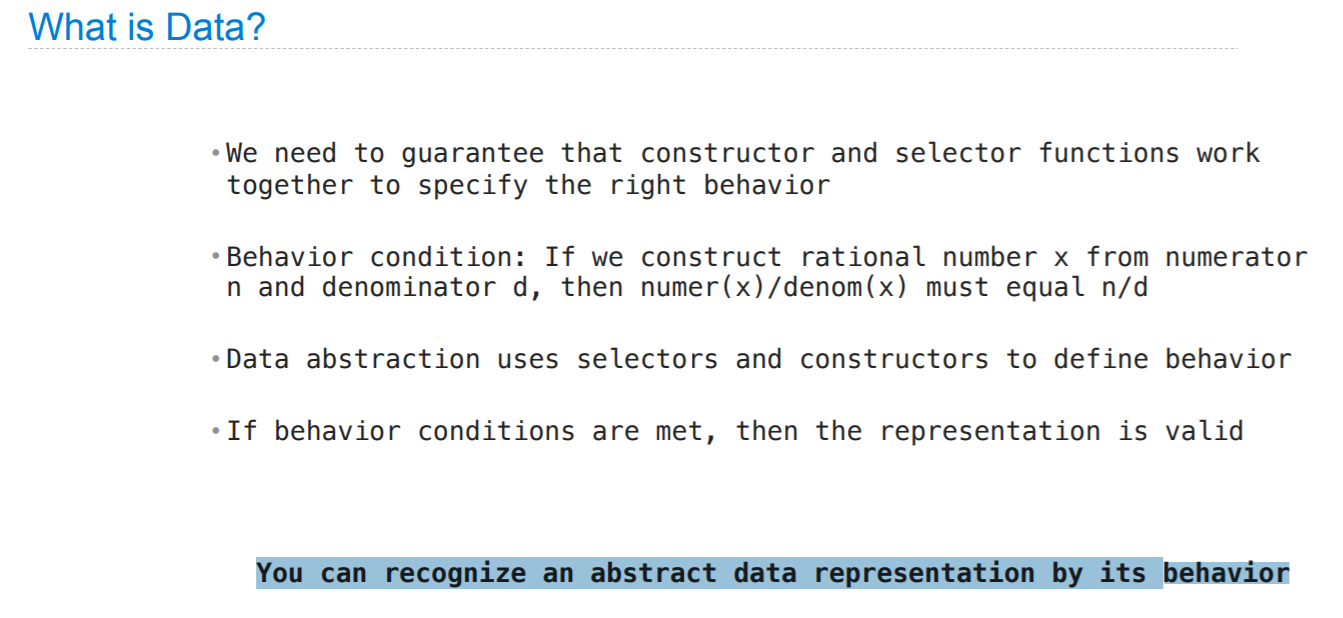 What is Data?
•We need to guarantee that constructor and selector functions work
together to specify the right behavior
•Behavior condition: If we construct rational number x from numerator
n and denominator d, then numer(x)/denom(x) must equal n/d
•Data abstraction uses selectors and constructors to define behavior
•If behavior conditions are met, then the representation is valid
You can recognize an abstract data representation by its behavior